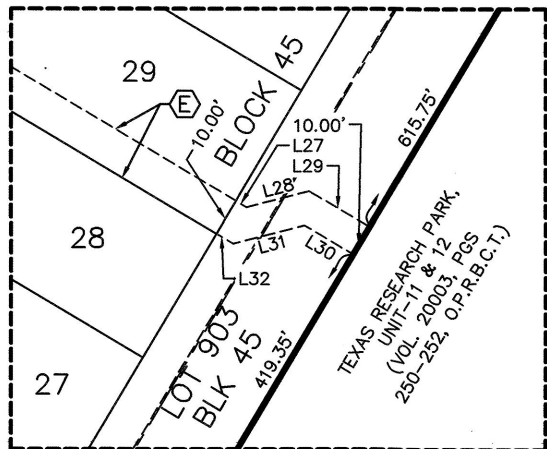 29
E
10.00'
BLOCK 45
10.00'
L27
L29
L28
615.75'
28
L31
L30
L32
27
LOT 903
BLK 45
419.35'
TEXAS RESEARCH PARK,
UNIT-11 & 12
(VOL. 20003, PGS
250-252, O.P.R.B.C.T.)